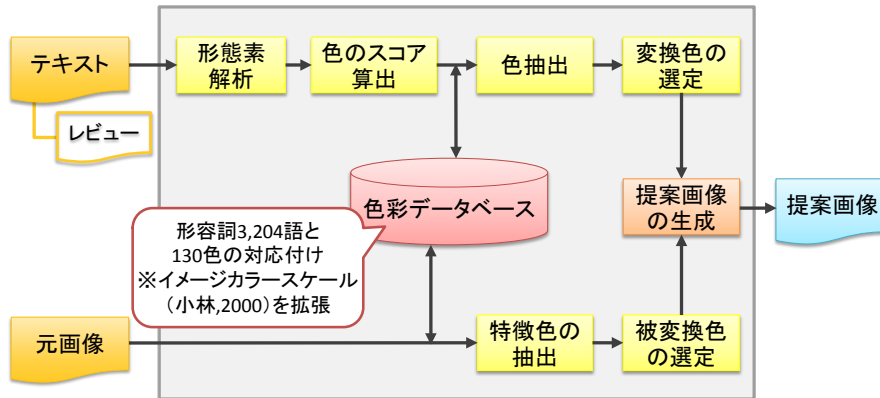 テキスト
レビュー
形態素
解析
色のスコア
算出
色抽出
変換色の
選定
色彩データベース
形容詞3,204語と
130色の対応付け
※イメージカラースケール
（小林,2000）を拡張
提案画像
の生成
提案画像
元画像
特徴色の
抽出
被変換色
の選定